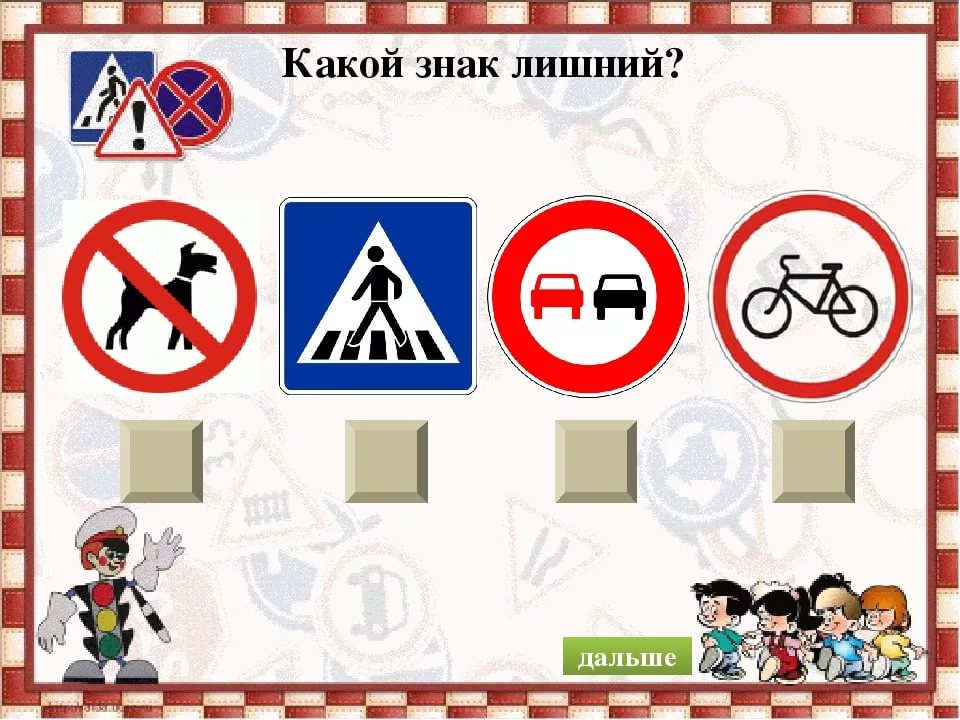 Какой знак лишний?
дальше